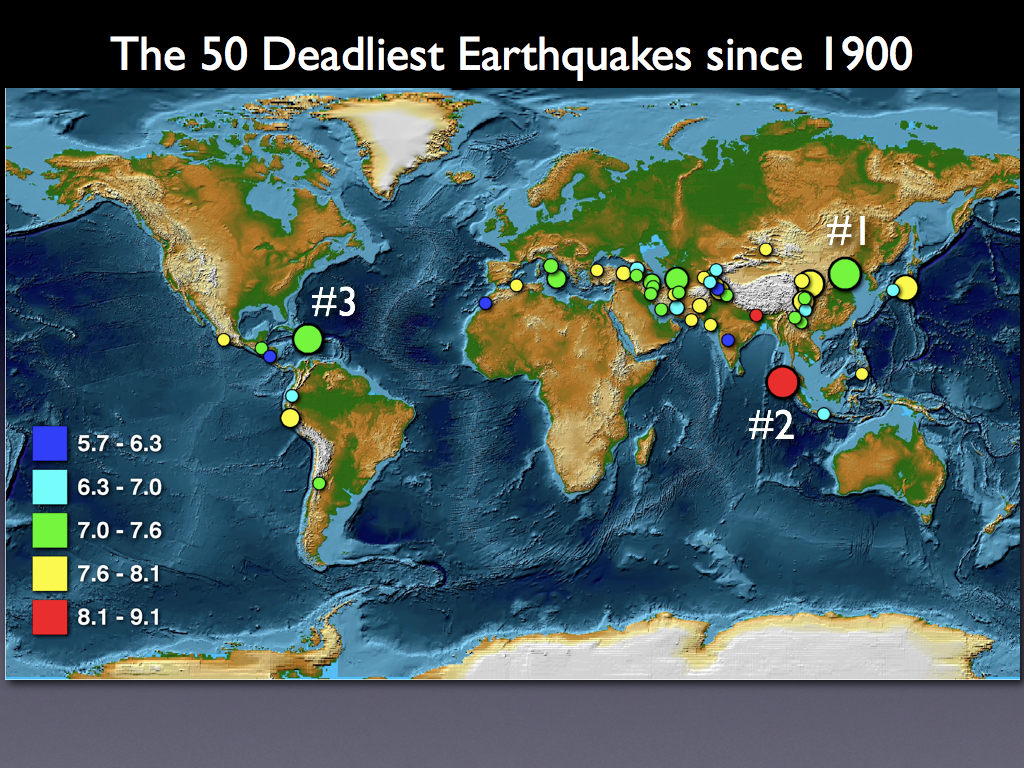 The 50 Deadliest Earthquakes since 1900
#1
#3
#2
5.7 - 6.3
6.3 - 7.0
7.0 - 7.6
7.6 - 8.1
8.1 - 9.1